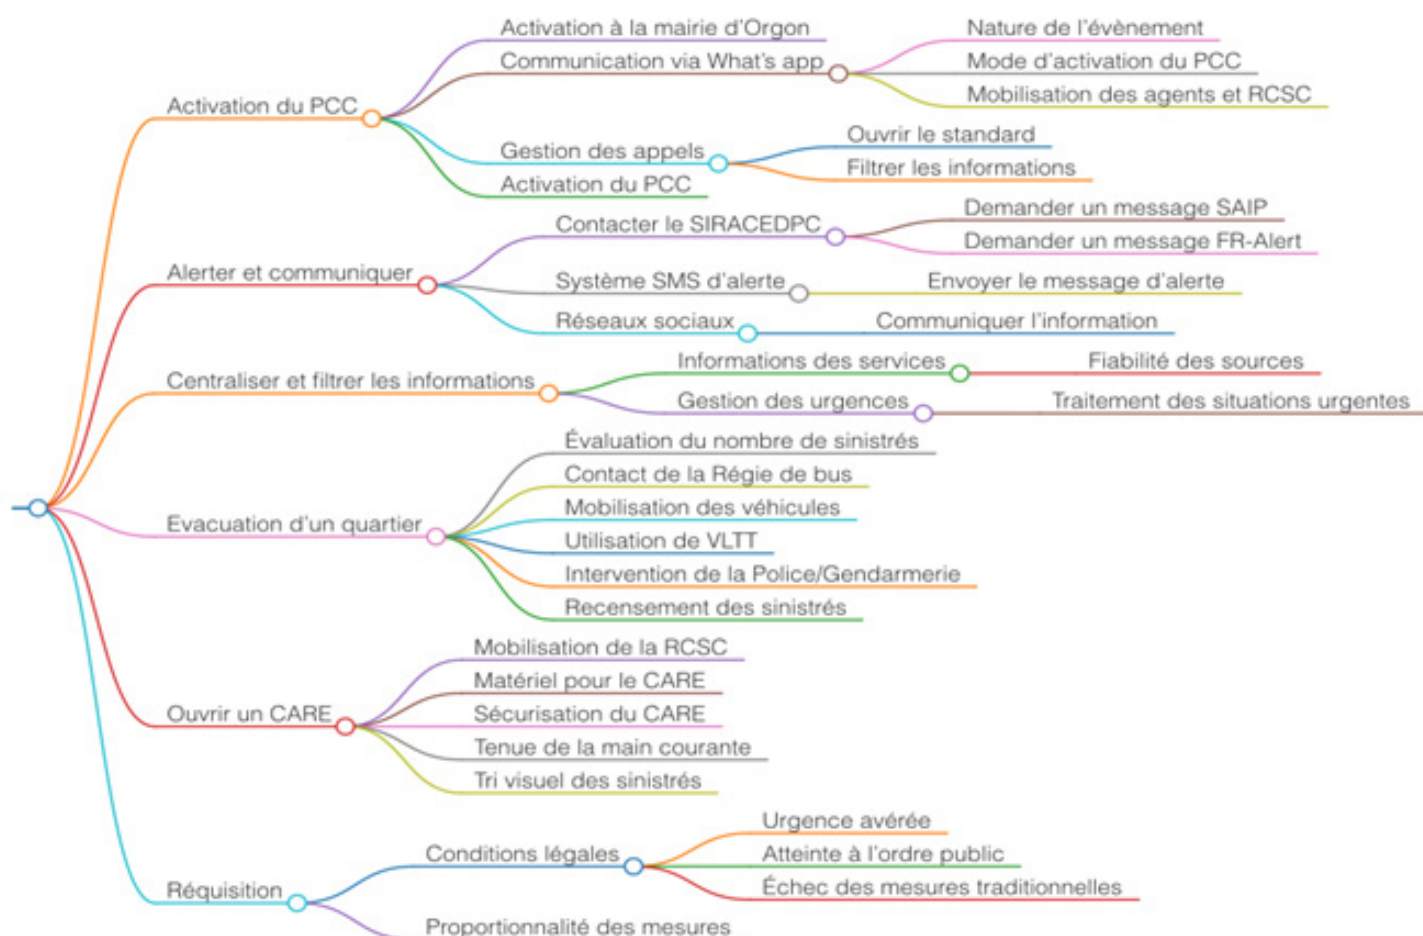 Activation du PCC
Activation à la mairie d'Orgon
Communication via What's app
Nature de l'évènement
Mode d'activation du PCC
Mobilisation des agents et RCSC
Gestion des appels
Ouvrir le standard
Filtrer les informations
Activation du PCC
Alerter et communiquer
Contacter le SIRACEDPC
Demander un message SAIP
Demander un message FR-Alert
Système SMS d'alerte
Envoyer le message d'alerte
Réseaux sociaux
Communiquer l'information
Centraliser et filtrer les informations
Informations des services
Fiabilité des sources
Gestion des urgences
Traitement des situations urgentes
Evacuation d'un quartier
Évaluation du nombre de sinistrés
Contact de la Régie de bus
Mobilisation des véhicules
Utilisation de VLTT
Intervention de la Police/Gendarmerie
Recensement des sinistrés
Ouvrir un CARE
Mobilisation de la RCSC
Matériel pour le CARE
Sécurisation du CARE
Tenue de la main courante
Tri visuel des sinistrés
Réquisition
Conditions légales
Urgence avérée
Atteinte à l'ordre public
Échec des mesures traditionnelles
Proportionnalité des mesures